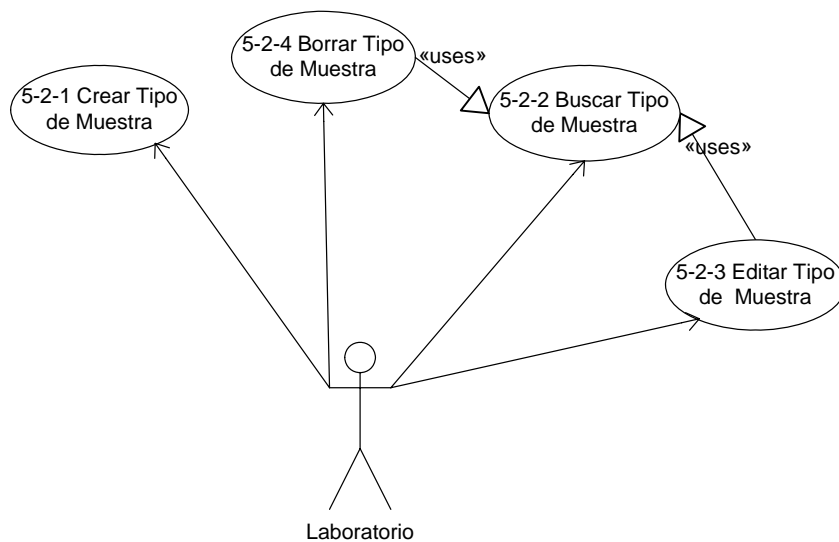 5-2-4 Borrar Tipo
de Muestra
«uses»
5-2-1 Crear Tipo
de Muestra
5-2-2 Buscar Tipo
de Muestra
«uses»
5-2-3 Editar Tipo
de Muestra
Laboratorio